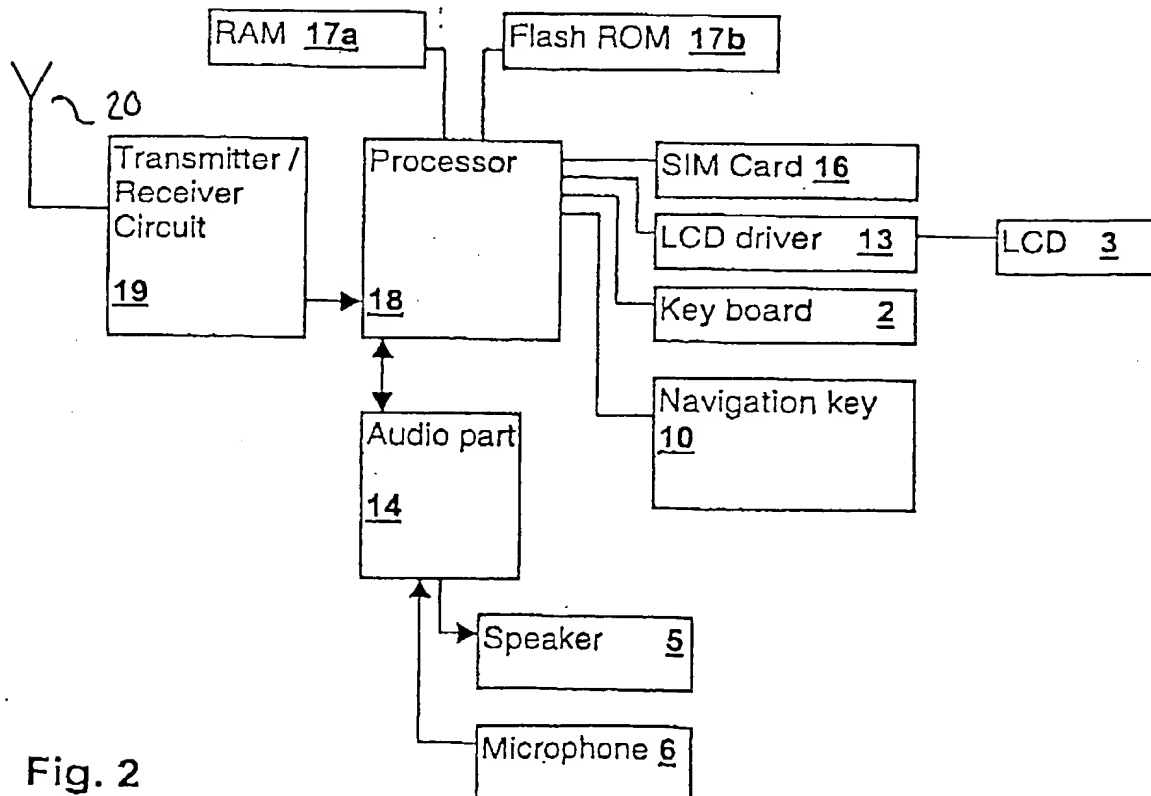 RAM 17a
Flash ROM 17b
20
Transmitter /
Receiver
Circuit
19
Processor
18
SIM Card 16
LCD driver 13
LCD 3
Key board 2
Navigation key
10
Audio part
14
Speaker 5
Microphone 6
Fig. 2